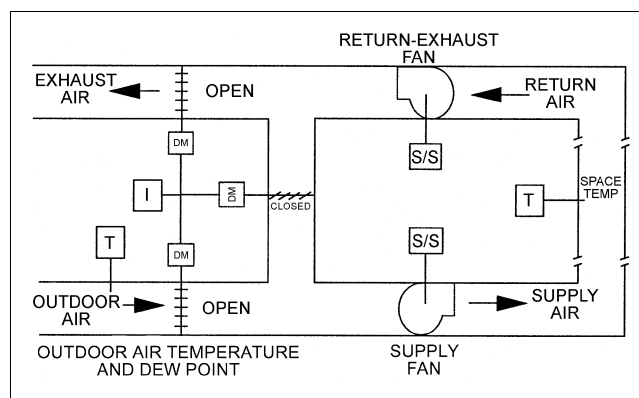 RETURN-EXHAUST
FAN
EXHAUST
AIR
OPEN
RETURN
AIR
DM
S/S
I
DM
CLOSED
T
SPACE
TEMP
T
S/S
DM
OUTDOOR
AIR
OPEN
SUPPLY
AIR
OUTDOOR AIR TEMPERATURE
AND DEW POINT
SUPPLY
FAN